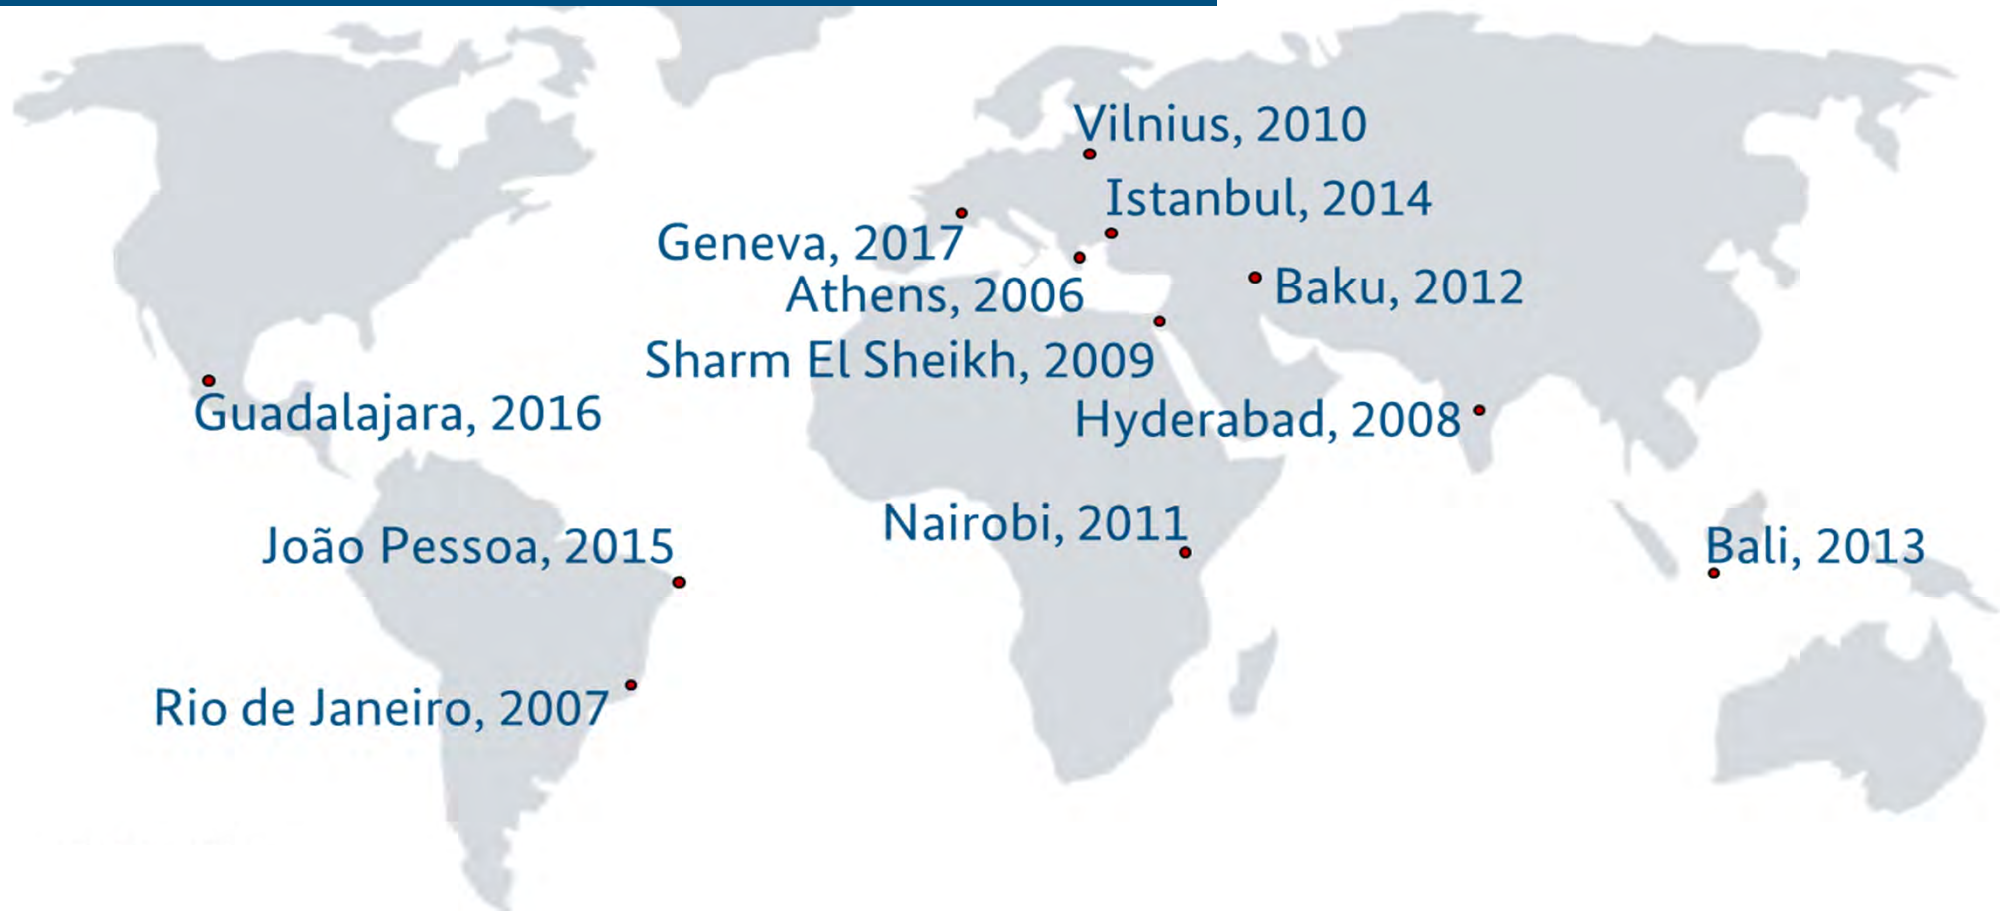 Vilnius, 2010
Istanbul, 2014
Geneva, 2017
Athens, 2006
Baku, 2012
Sharm El Sheikh, 2009
Guadalajara, 2016
Hyderabad, 2008
Nairobi, 2011
João Pessoa, 2015
Bali, 2013
Rio de Janeiro, 2007